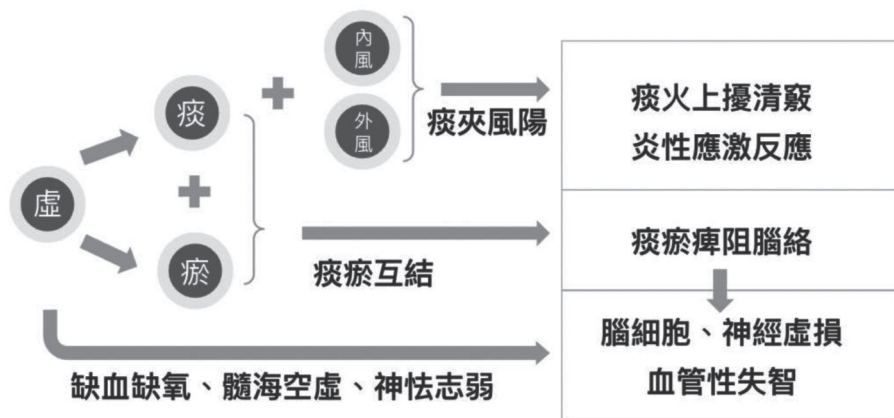 虛
痰
瘀
內風
外風
痰夾風陽
痰瘀互結
缺血缺氧、髓海空虛、神怯志弱
痰火上擾清竅
炎性應激反應
痰瘀痺阻腦絡
腦細胞、神經虛損
血管性失智